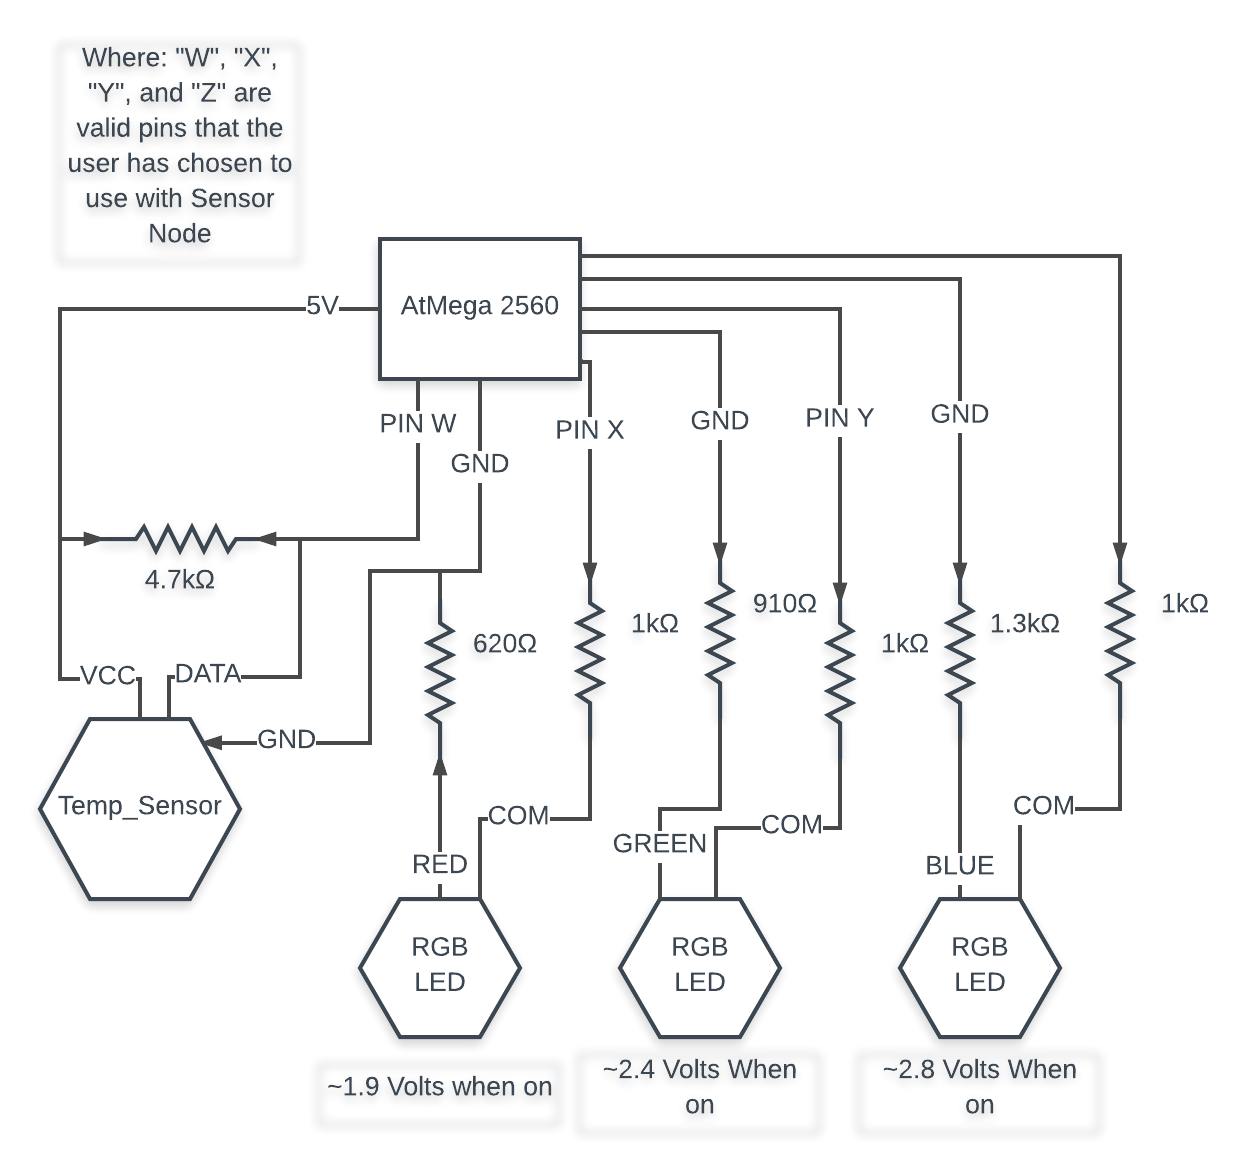 Where: "W", "X",
"Y", and "Z" are
valid pins that the
user has chosen to
use with Sensor
Node
5V
AtMega 2560
PIN W
GND
PIN X
GND
PIN Y
GND
4.7kΩ
620Ω
1kΩ
910Ω
1kΩ
1.3kΩ
1kΩ
VCC
DATA
GND
Temp_Sensor
RED
COM
GREEN
COM
BLUE
COM
RGB
LED
RGB
LED
RGB
LED
~1.9 Volts when on
~2.4 Volts When
on
~2.8 Volts When
on